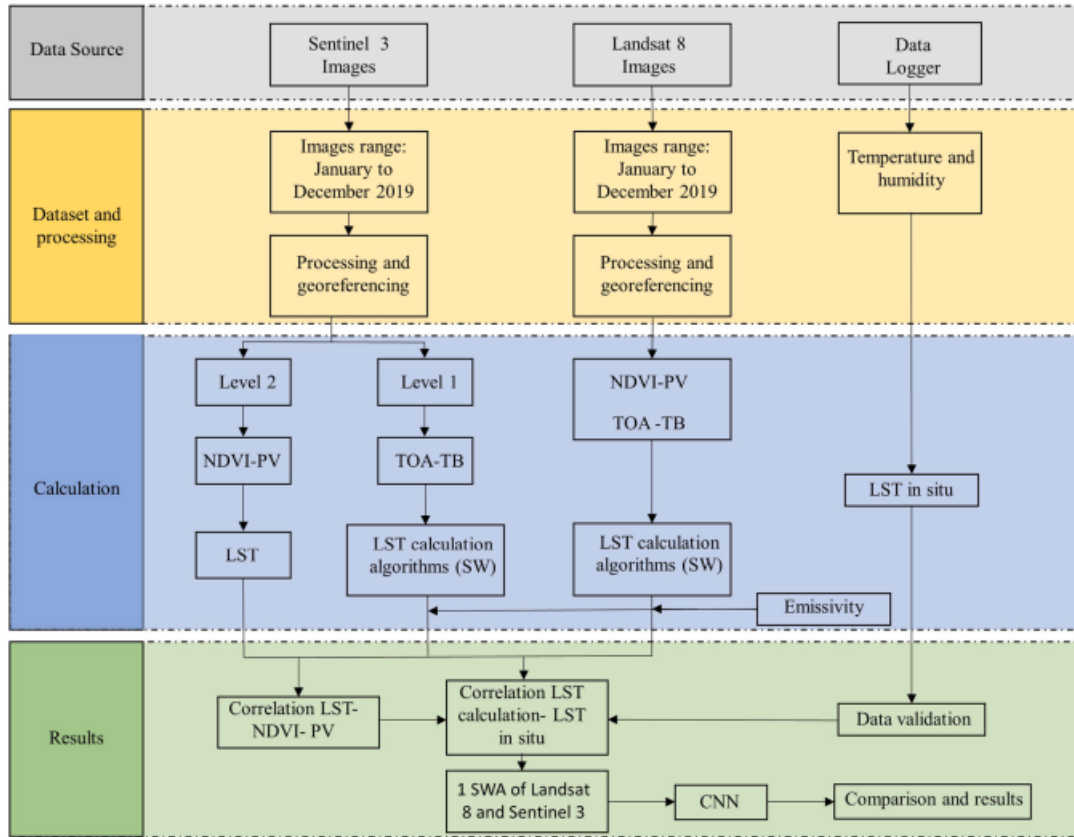 Data Source
Sentinel 3
Images
Landsat 8
Images
Data
Logger
Dataset and
processing
Images range:
January to
December 2019
Images range:
January to
December 2019
Temperature and
humidity
Processing and
georeferencing
Processing and
georeferencing
Calculation
Level 2
Level 1
NDVI-PV
TOA -TB
NDVI-PV
TOA-TB
LST in situ
LST
LST calculation
algorithms (SW)
LST calculation
algorithms (SW)
Emissivity
Results
Correlation LST-
NDVI- PV
Correlation LST
calculation- LST
in situ
Data validation
1 SWA of Landsat
8 and Sentinel 3
CNN
Comparison and results